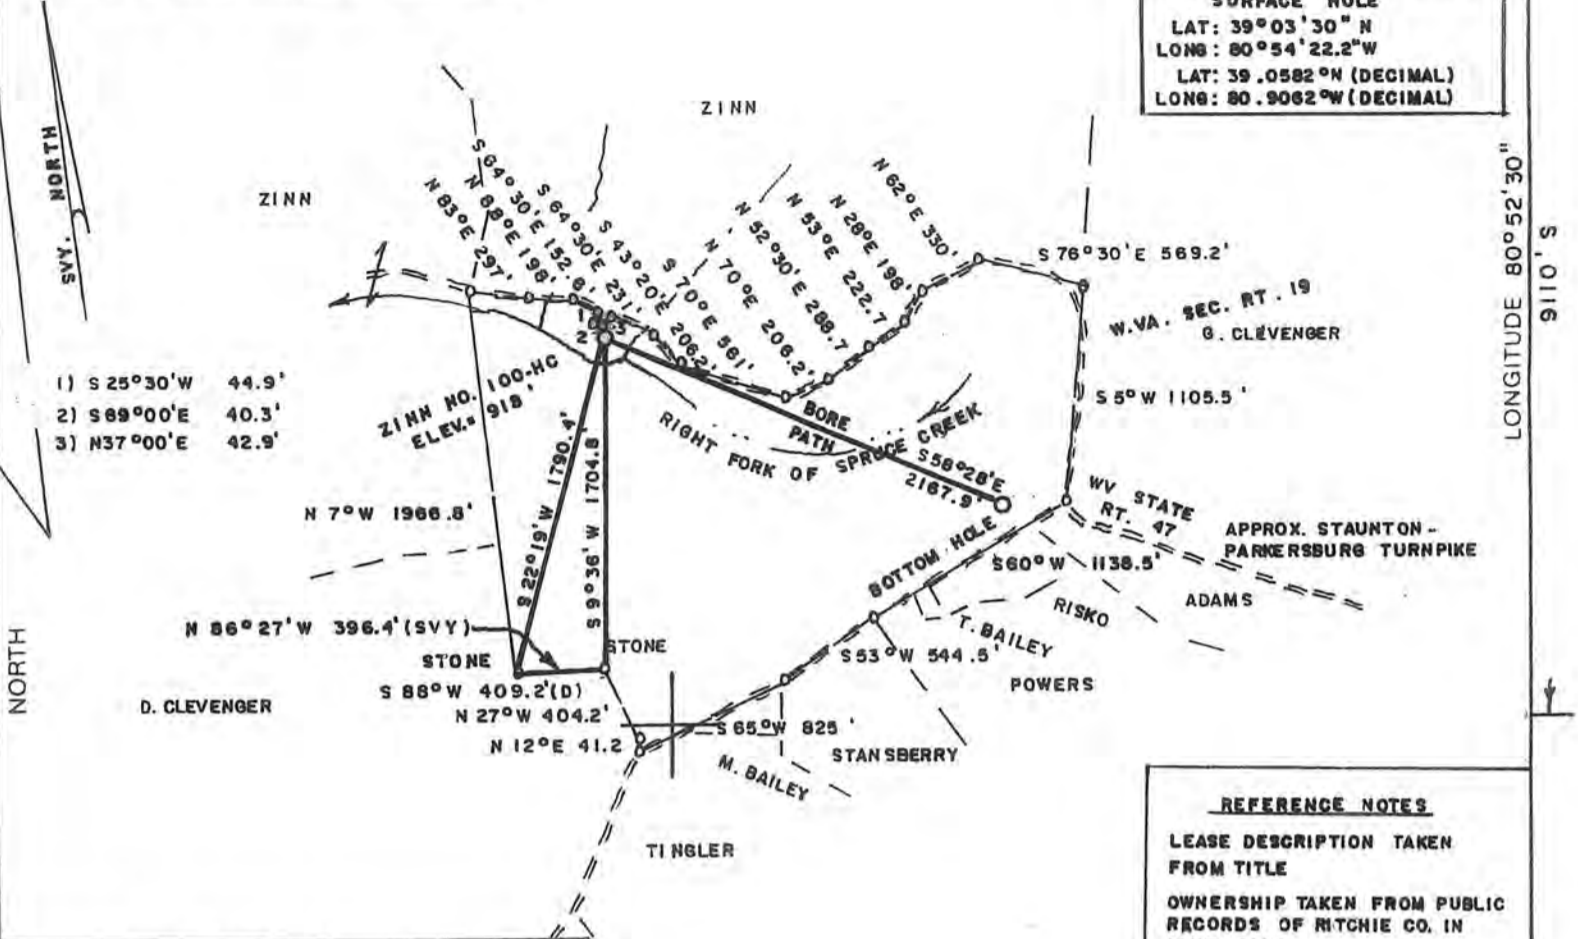 SURFACE HOLE
LAT: 39°03'30" N
LONG: 80°54'22.2"W
LAT: 39.0582°N (DECIMAL)
LONG: 80.9062°W (DECIMAL)
SVY. NORTH
ZINN
ZINN
N 83°E 297'
N 88°E 198'
S 64°30'E 152.6'
S 64°30'E 231'
S 43°20'E 206.2'
S 70°E 561'
N 70°E 206.2'
N 52°30'E 288.7
N 53°E 222.7
N 28°E 198'
N 62°E 330'
S 76°30'E 569.2'
W.VA. SEC. RT. 19
G. CLEVENGER
LONGITUDE 80°52'30"
9110' S
1) S 25°30'W 44.9'
2) S 89°00'E 40.3'
3) N37°00'E 42.9'
1
2
3
ZINN NO. 100-HC
ELEV.= 918'
S 5°W 1105.5'
BORE
PATH
S58°28'E
2167.9'
RIGHT FORK OF SPRUCE CREEK
BOTTOM HOLE
N 7°W 1966.8'
S 22°19'W 1790.4'
S 9°36'W 1704.8
WV STATE
RT. 47
APPROX. STAUNTON-
PARKERSBURG TURNPIKE
S60°W 1138.5'
RISKO
ADAMS
T. BAILEY
S53°W 544.5'
POWERS
N 86°27'W 396.4'(SVY)
STONE
STONE
S 88°W 409.2'(D)
N 27°W 404.2'
N 12°E 41.2
S 65°W 825'
STANSBERRY
M. BAILEY
D. CLEVENGER
NORTH
TINGLER
REFERENCE NOTES
LEASE DESCRIPTION TAKEN
FROM TITLE
OWNERSHIP TAKEN FROM PUBLIC
RECORDS OF RITCHIE CO. IN